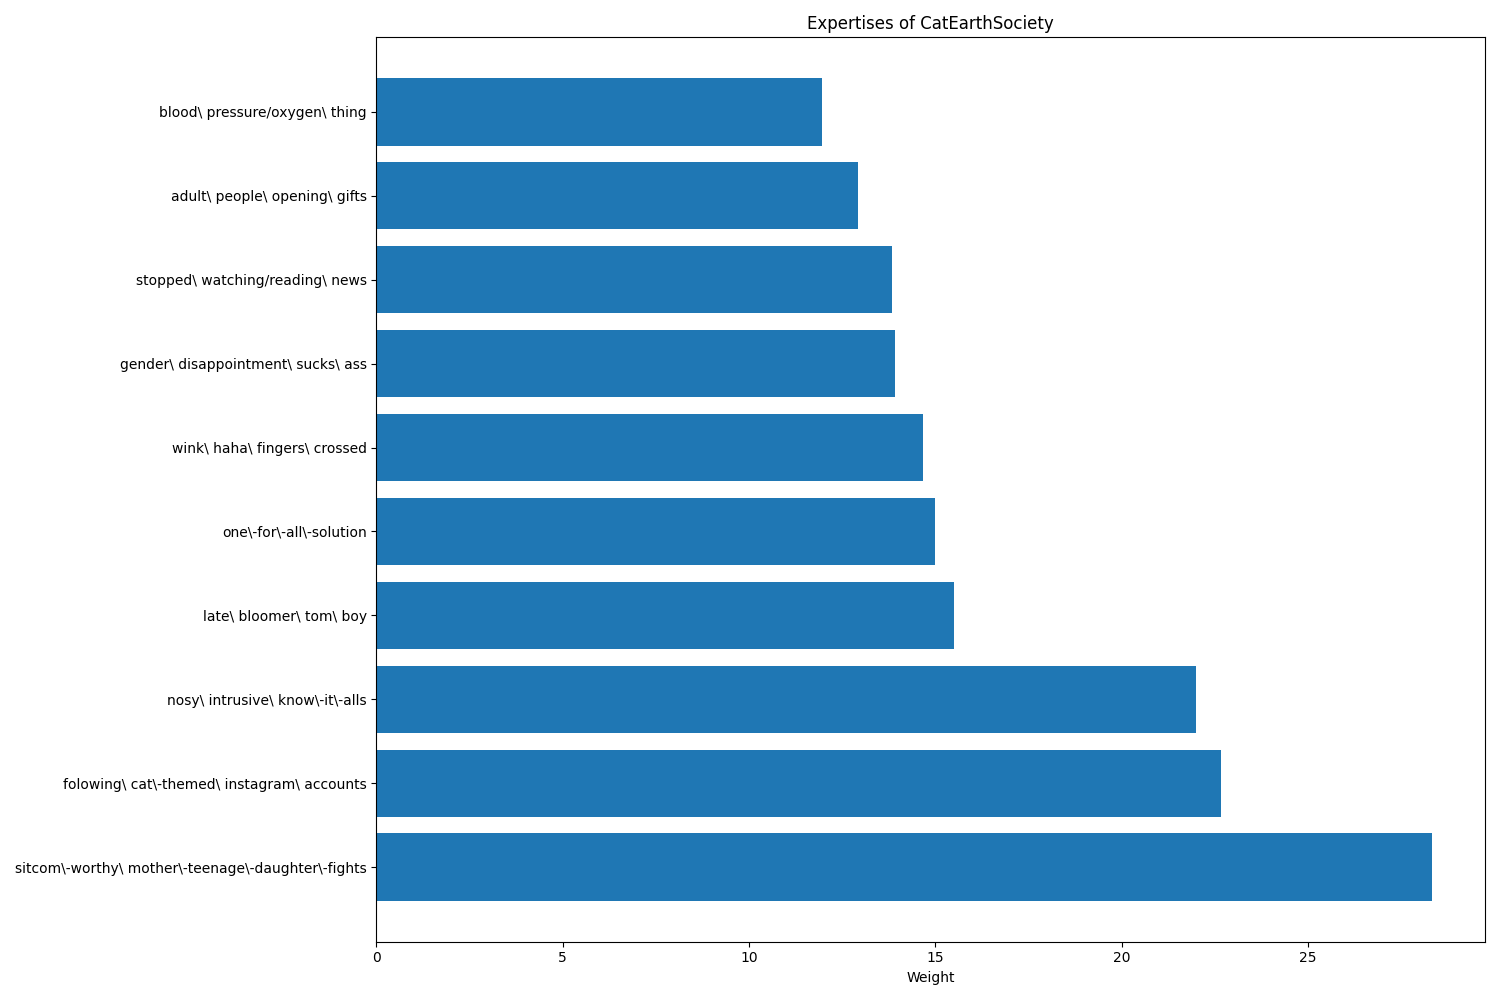 Expertises of CatEarthSociety
blood\ pressure/oxygen\ thing
adult\ people\ opening\ gifts
stopped\ watching/reading\ news
gender\ disappointment\ sucks\ ass
wink\ haha\ fingers\ crossed
one\-for\-all\-solution
late\ bloomer\ tom\ boy
nosy\ intrusive\ know\-it\-alls
folowing\ cat\-themed\ instagram\ accounts
sitcom\-worthy\ mother\-teenage\-daughter\-fights
0 5 10 15 20 25
Weight